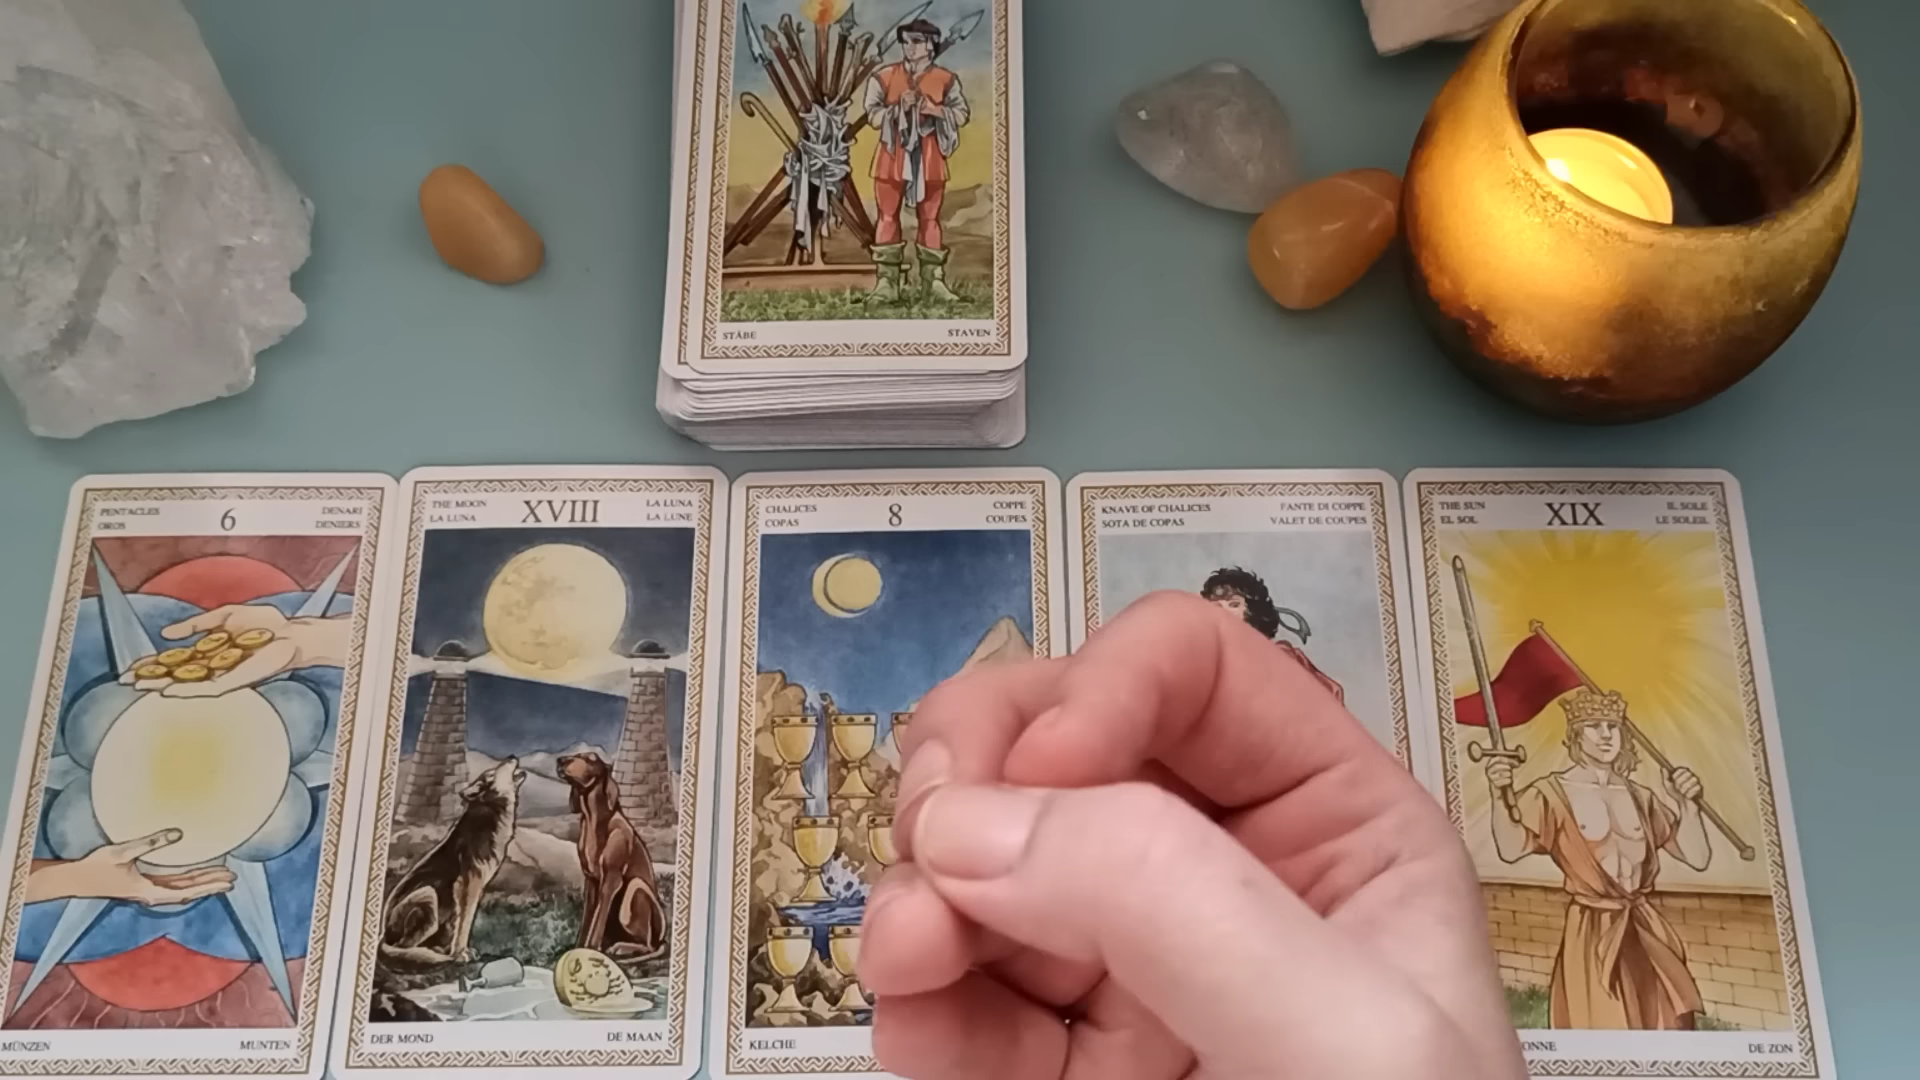 STÄBE STAVEN
PENTACLES 6 DENARI
OROS DENIERS
MÜNZEN MUNTEN
THE MOON XVIII LA LUNA
LA LUNA LA LUNE
DER MOND DE MAAN
CHALICES 8 COPPE
COPAS COUPES
KELCHE
KNAVE OF CHALICES FANTE DI COPPE
SOTA DE COPAS VALET DE COUPES
THE SUN XIX IL SOLE
EL SOL LE SOLEIL
ONNE DE ZON